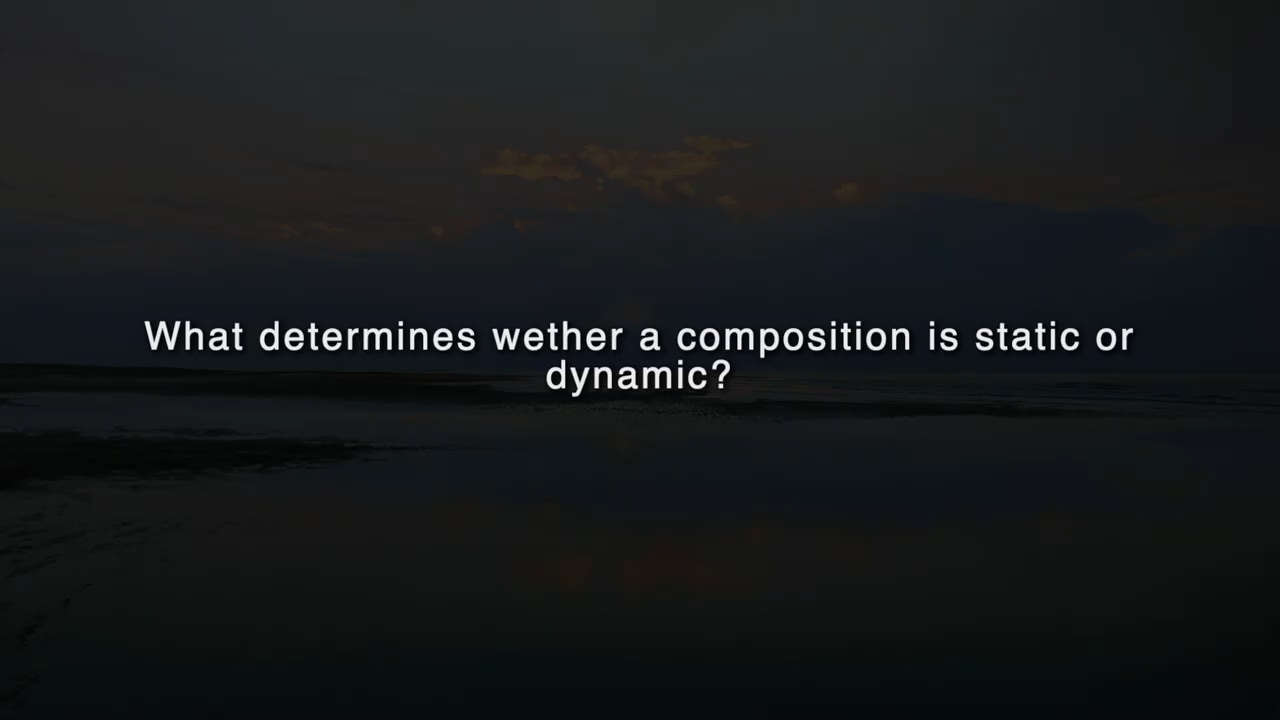 What determines wether a composition is static or
dynamic?